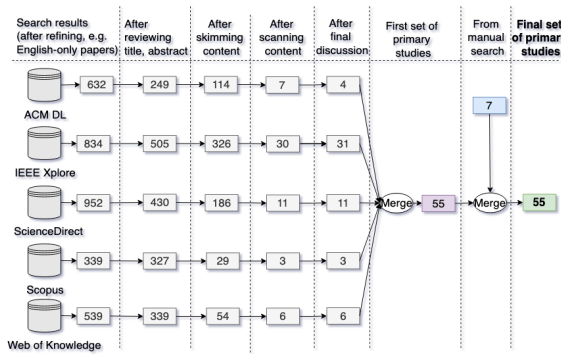 Search results
(after refining, e.g.
English-only papers)
After
reviewing
title, abstract
After
skimming
content
After
scanning
content
After
final
discussion
First set of
primary
studies
From
manual
search
Final set
of primary
studies
632
249
114
7
4
ACM DL
7
834
505
326
30
31
IEEE Xplore
952
430
186
11
11
Merge
55
Merge
55
ScienceDirect
339
327
29
3
3
Scopus
539
339
54
6
6
Web of Knowledge